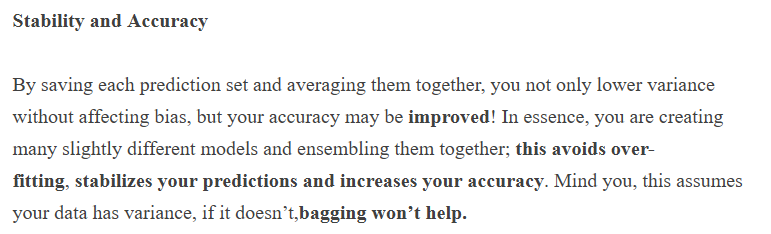 Stability and Accuracy
By saving each prediction set and averaging them together, you not only lower variance
without affecting bias, but your accuracy may be improved! In essence, you are creating
many slightly different models and ensembling them together; this avoids over-
fitting, stabilizes your predictions and increases your accuracy. Mind you, this assumes
your data has variance, if it doesn’t,bagging won’t help.